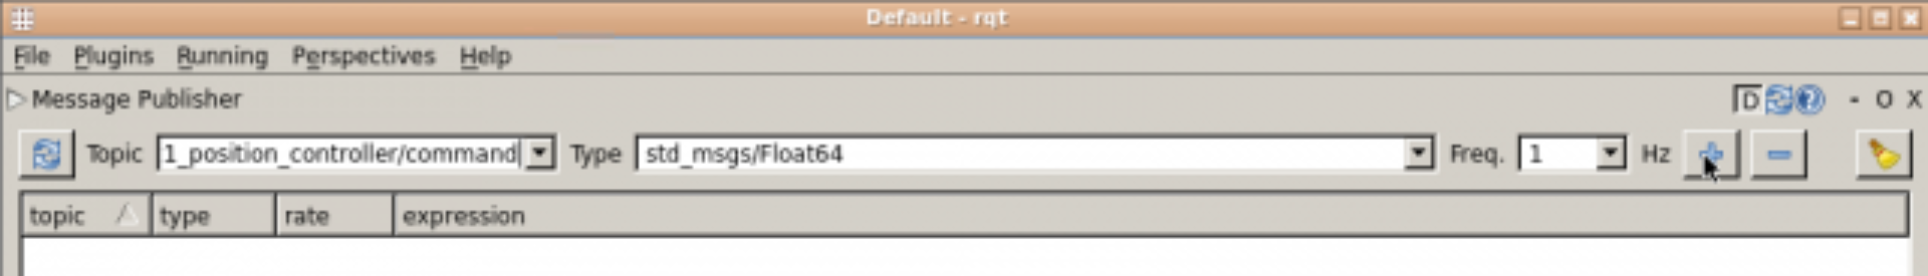 Default - rqt
File Plugins Running Perspectives Help
Message Publisher D - O X
Topic 1_position_controller/command Type std_msgs/Float64 Freq. 1 Hz
topic type rate expression